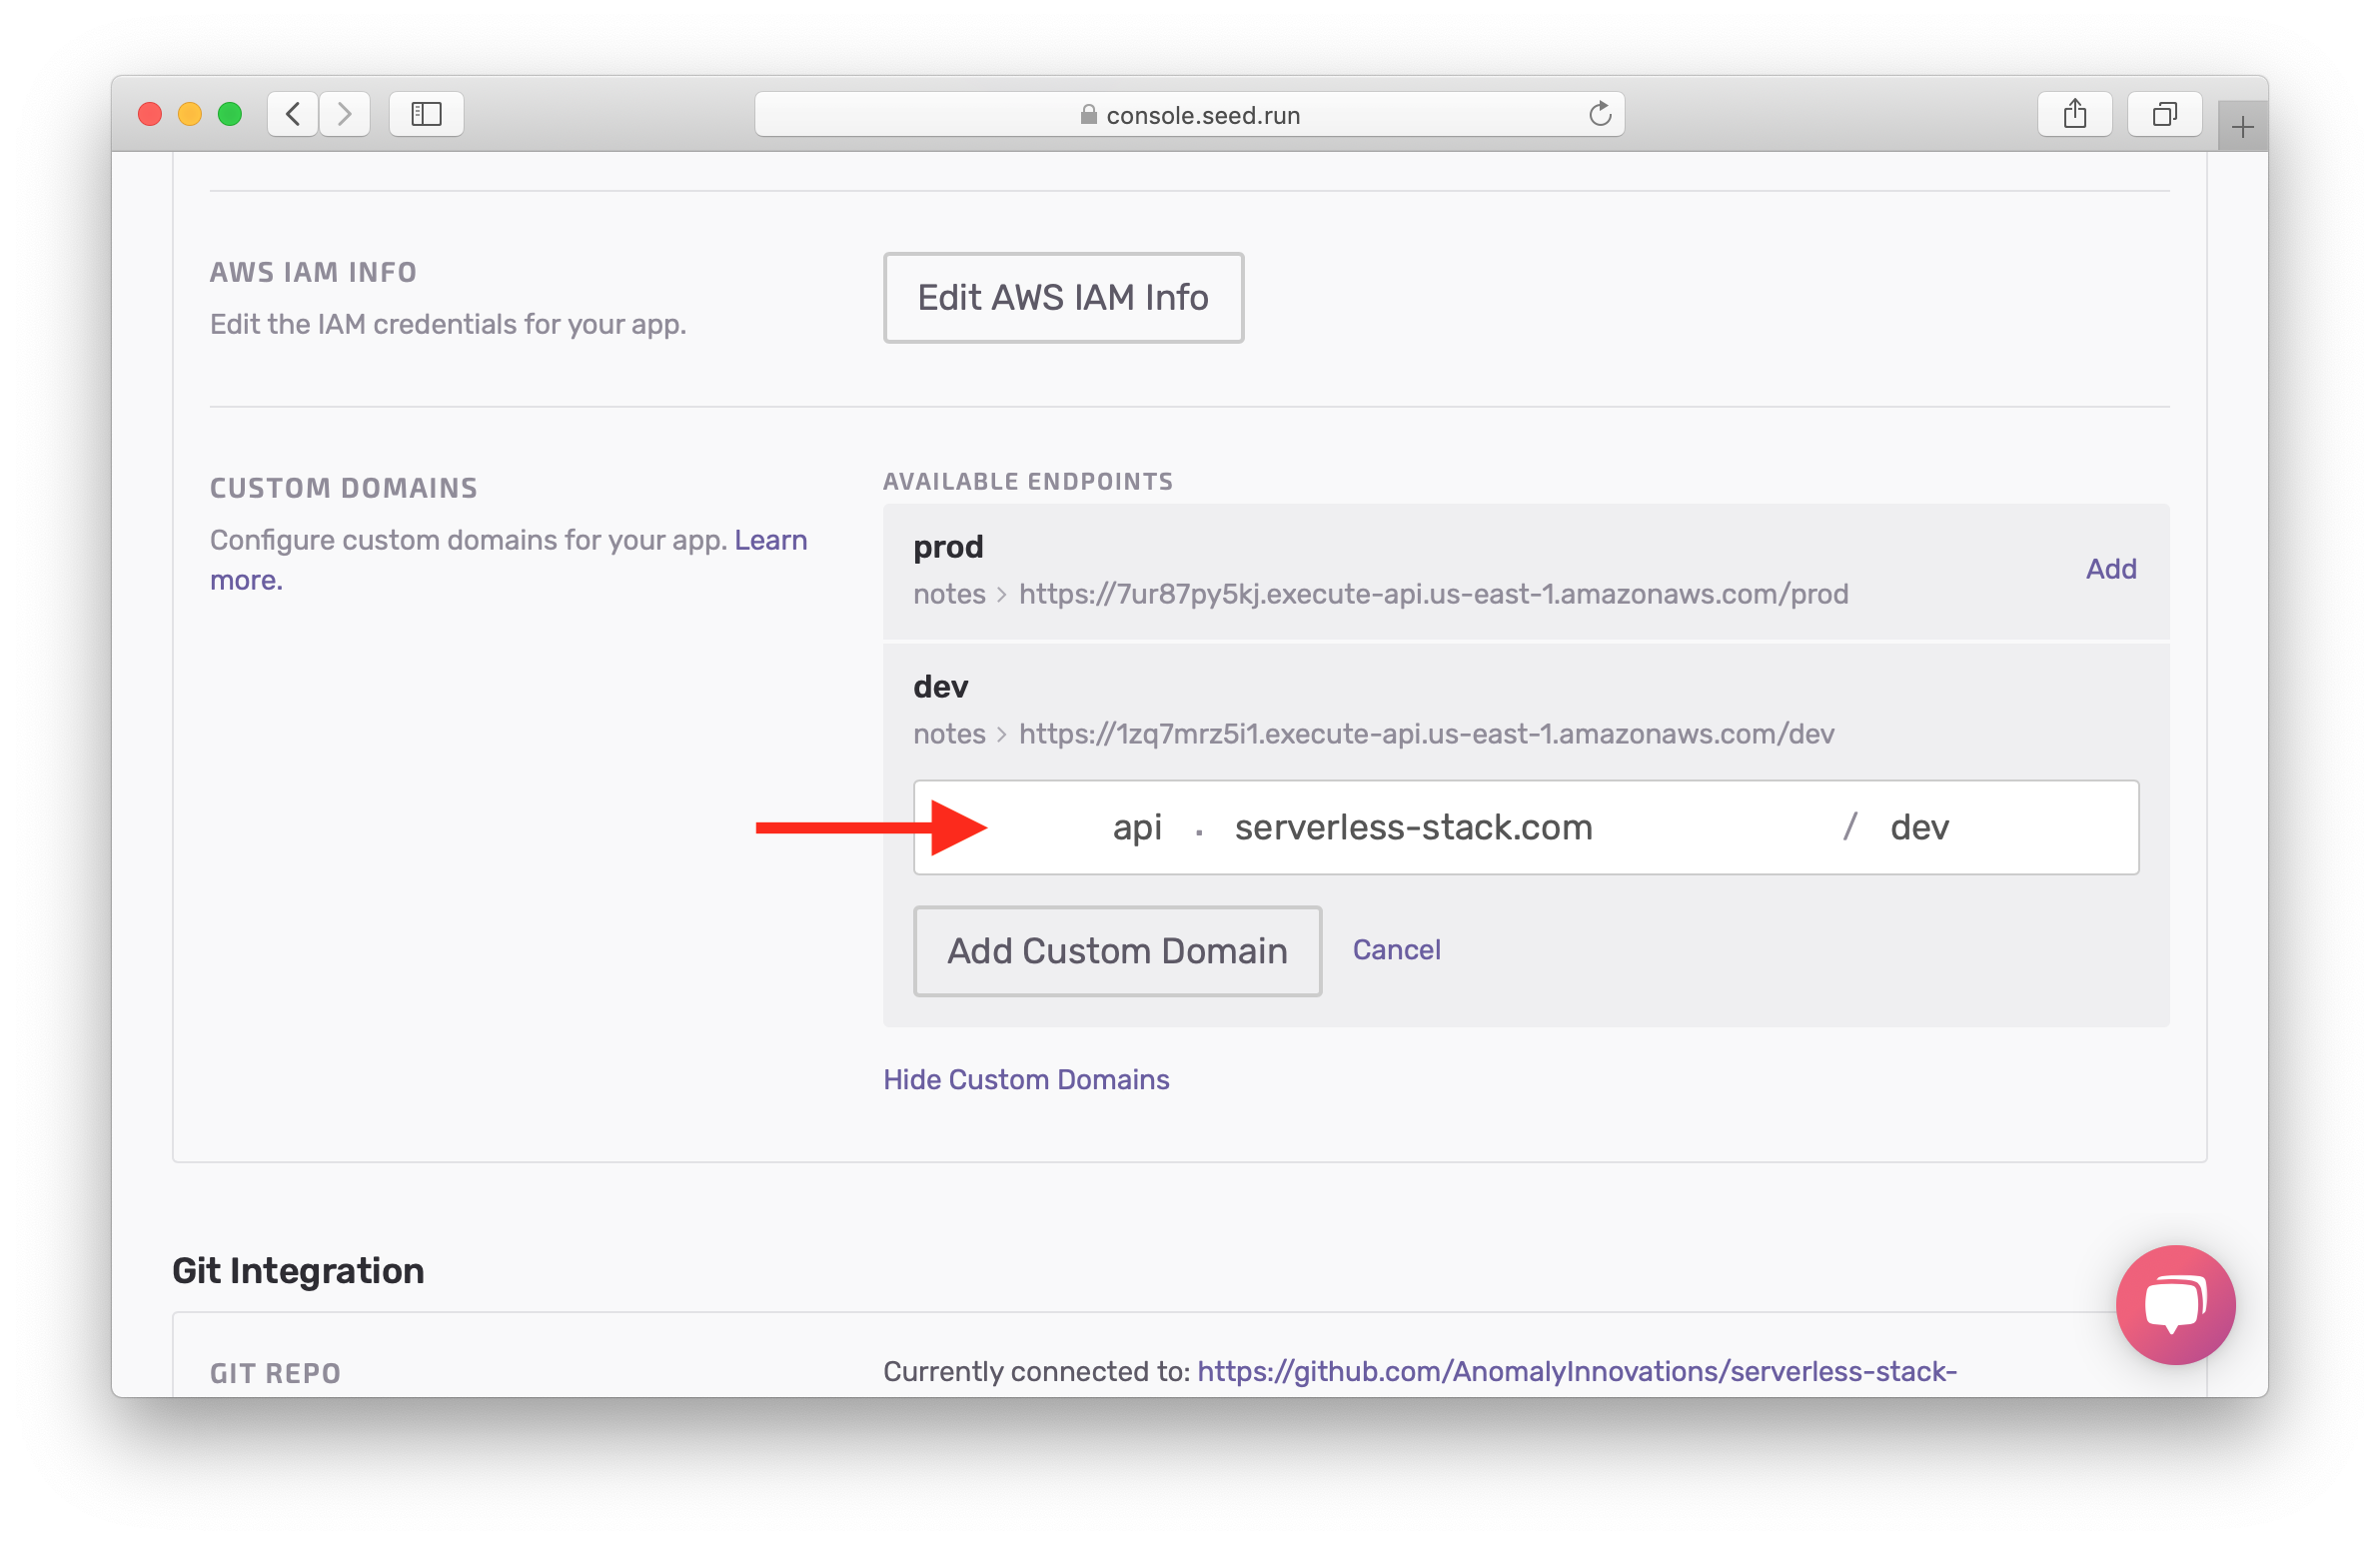 console.seed.run
AWS IAM INFO
Edit the IAM credentials for your app.
Edit AWS IAM Info
CUSTOM DOMAINS
Configure custom domains for your app. Learn
more.
AVAILABLE ENDPOINTS
prod
notes > https://7ur87py5kj.execute-api.us-east-1.amazonaws.com/prod
Add
dev
notes > https://1zq7mrz5i1.execute-api.us-east-1.amazonaws.com/dev
api . serverless-stack.com / dev
Add Custom Domain Cancel
Hide Custom Domains
Git Integration
GIT REPO
Currently connected to: https://github.com/AnomalyInnovations/serverless-stack-